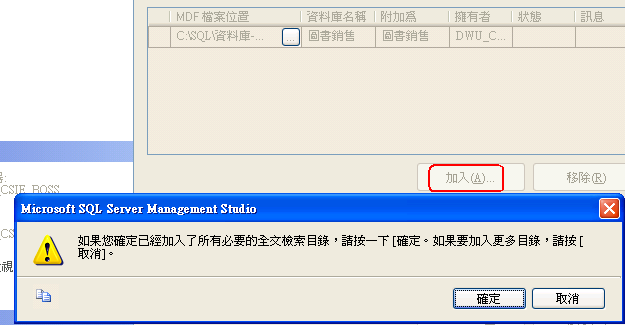 MDF 檔案位置 資料庫名稱 附加為 擁有者 狀態 訊息
C:\SQL\資料庫-... ... 圖書銷售 圖書銷售 DWU_C...
加入(A)... 移除(R)
CSIE_BOSS
Microsoft SQL Server Management Studio
如果您確定已經加入了所有必要的全文檢索目錄，請按一下 [確定。如果要加入更多目錄，請按 [
取消]。
確定 取消